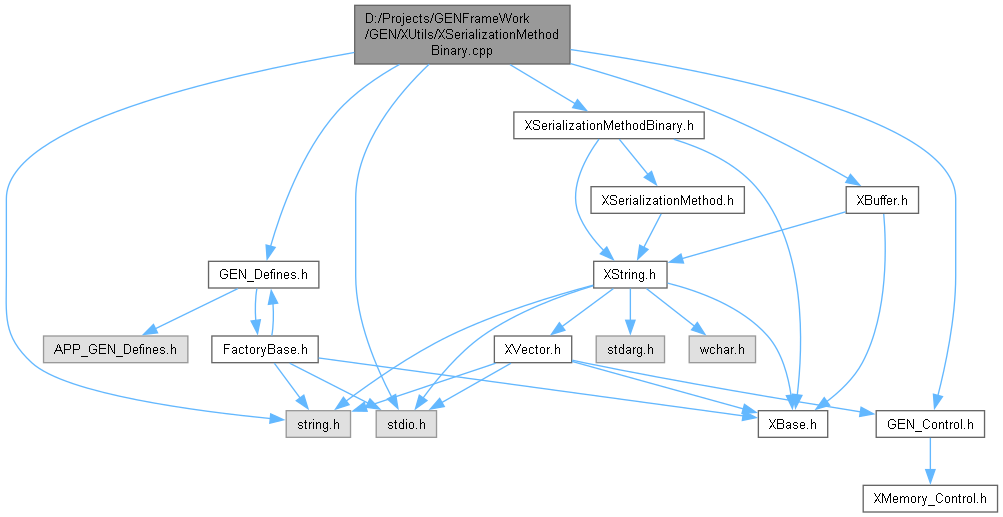 D:/Projects/GENFrameWork
/GEN/XUtils/XSerializationMethod
Binary.cpp
XSerializationMethodBinary.h
XSerializationMethod.h
XBuffer.h
GEN_Defines.h
XString.h
APP_GEN_Defines.h
FactoryBase.h
XVector.h
stdarg.h
wchar.h
string.h
stdio.h
XBase.h
GEN_Control.h
XMemory_Control.h